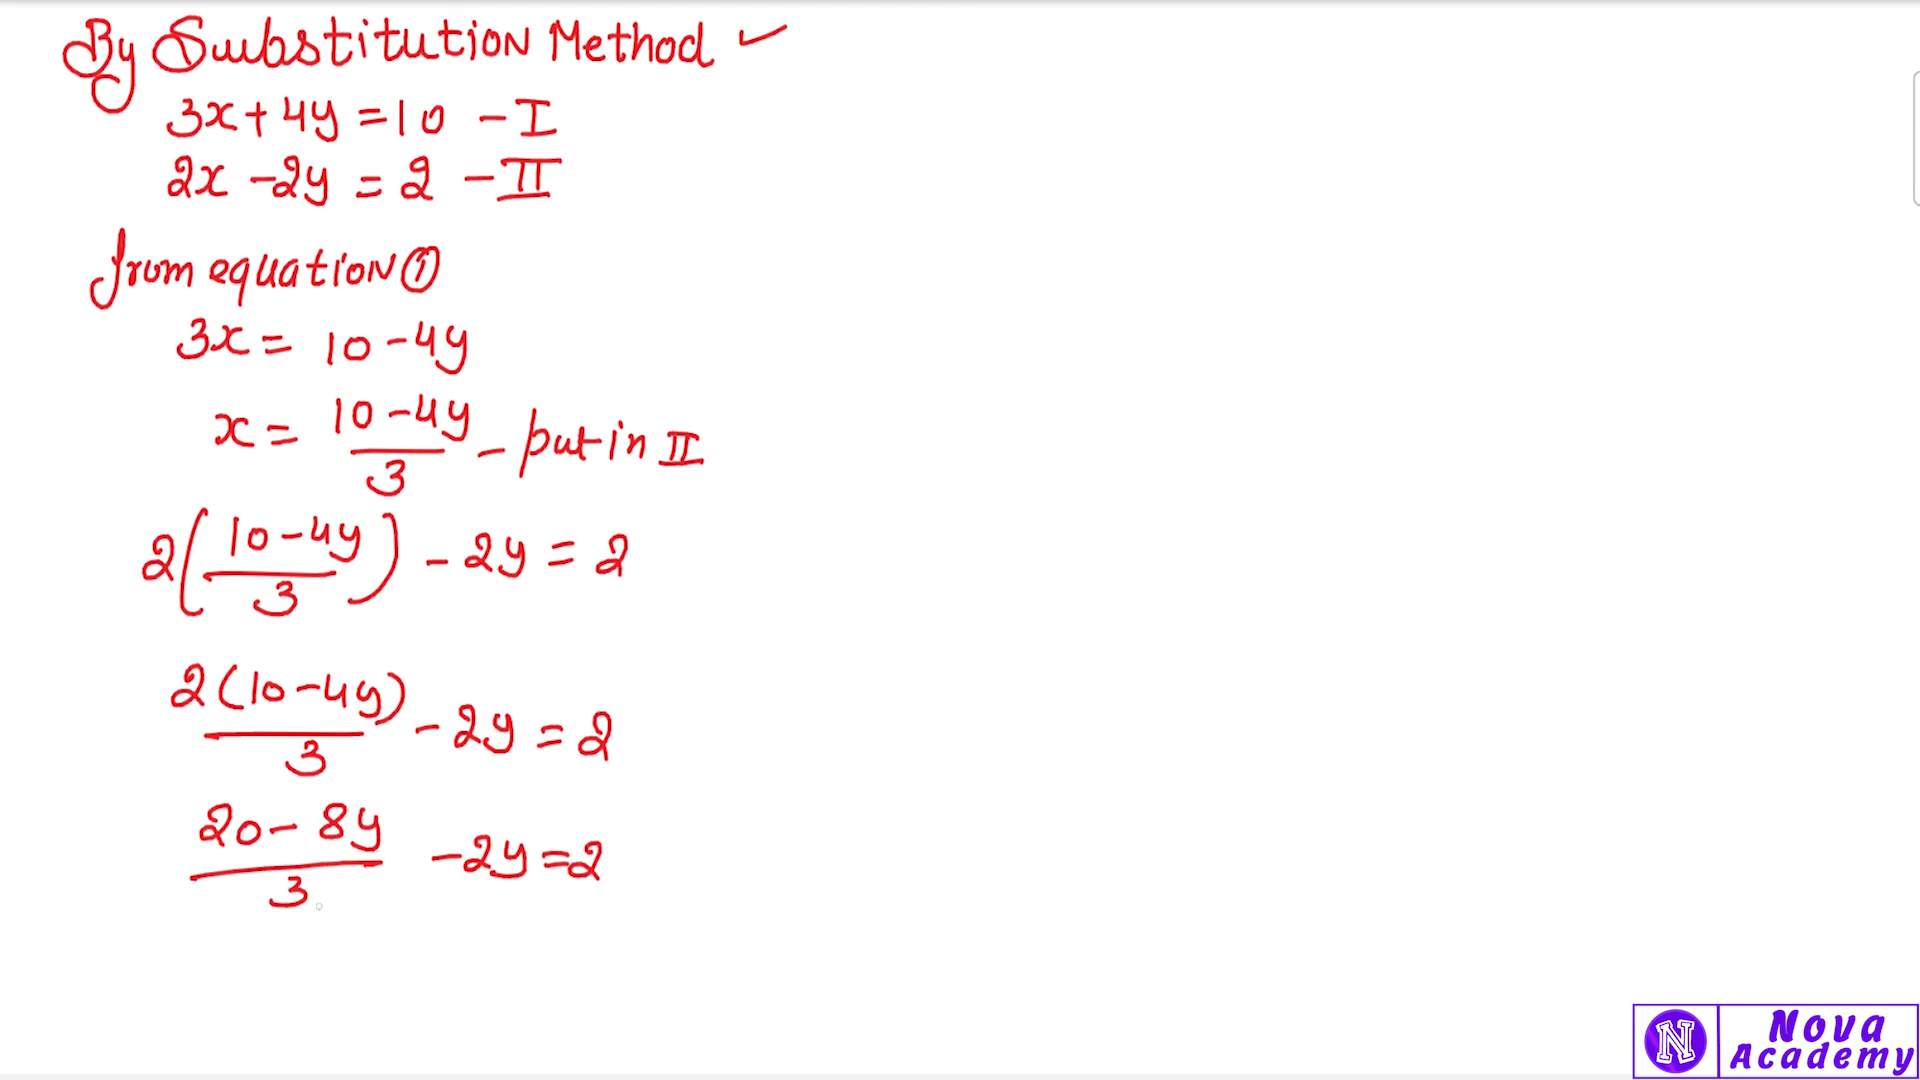 By Substitution Method ✓
3x + 4y = 10 - I
2x - 2y = 2 - II
from equation ①
3x = 10 - 4y
x = (10 - 4y)/3 - put in II
2((10 - 4y)/3) - 2y = 2
2(10 - 4y)/3 - 2y = 2
(20 - 8y)/3 - 2y = 2
N Nova
Academy